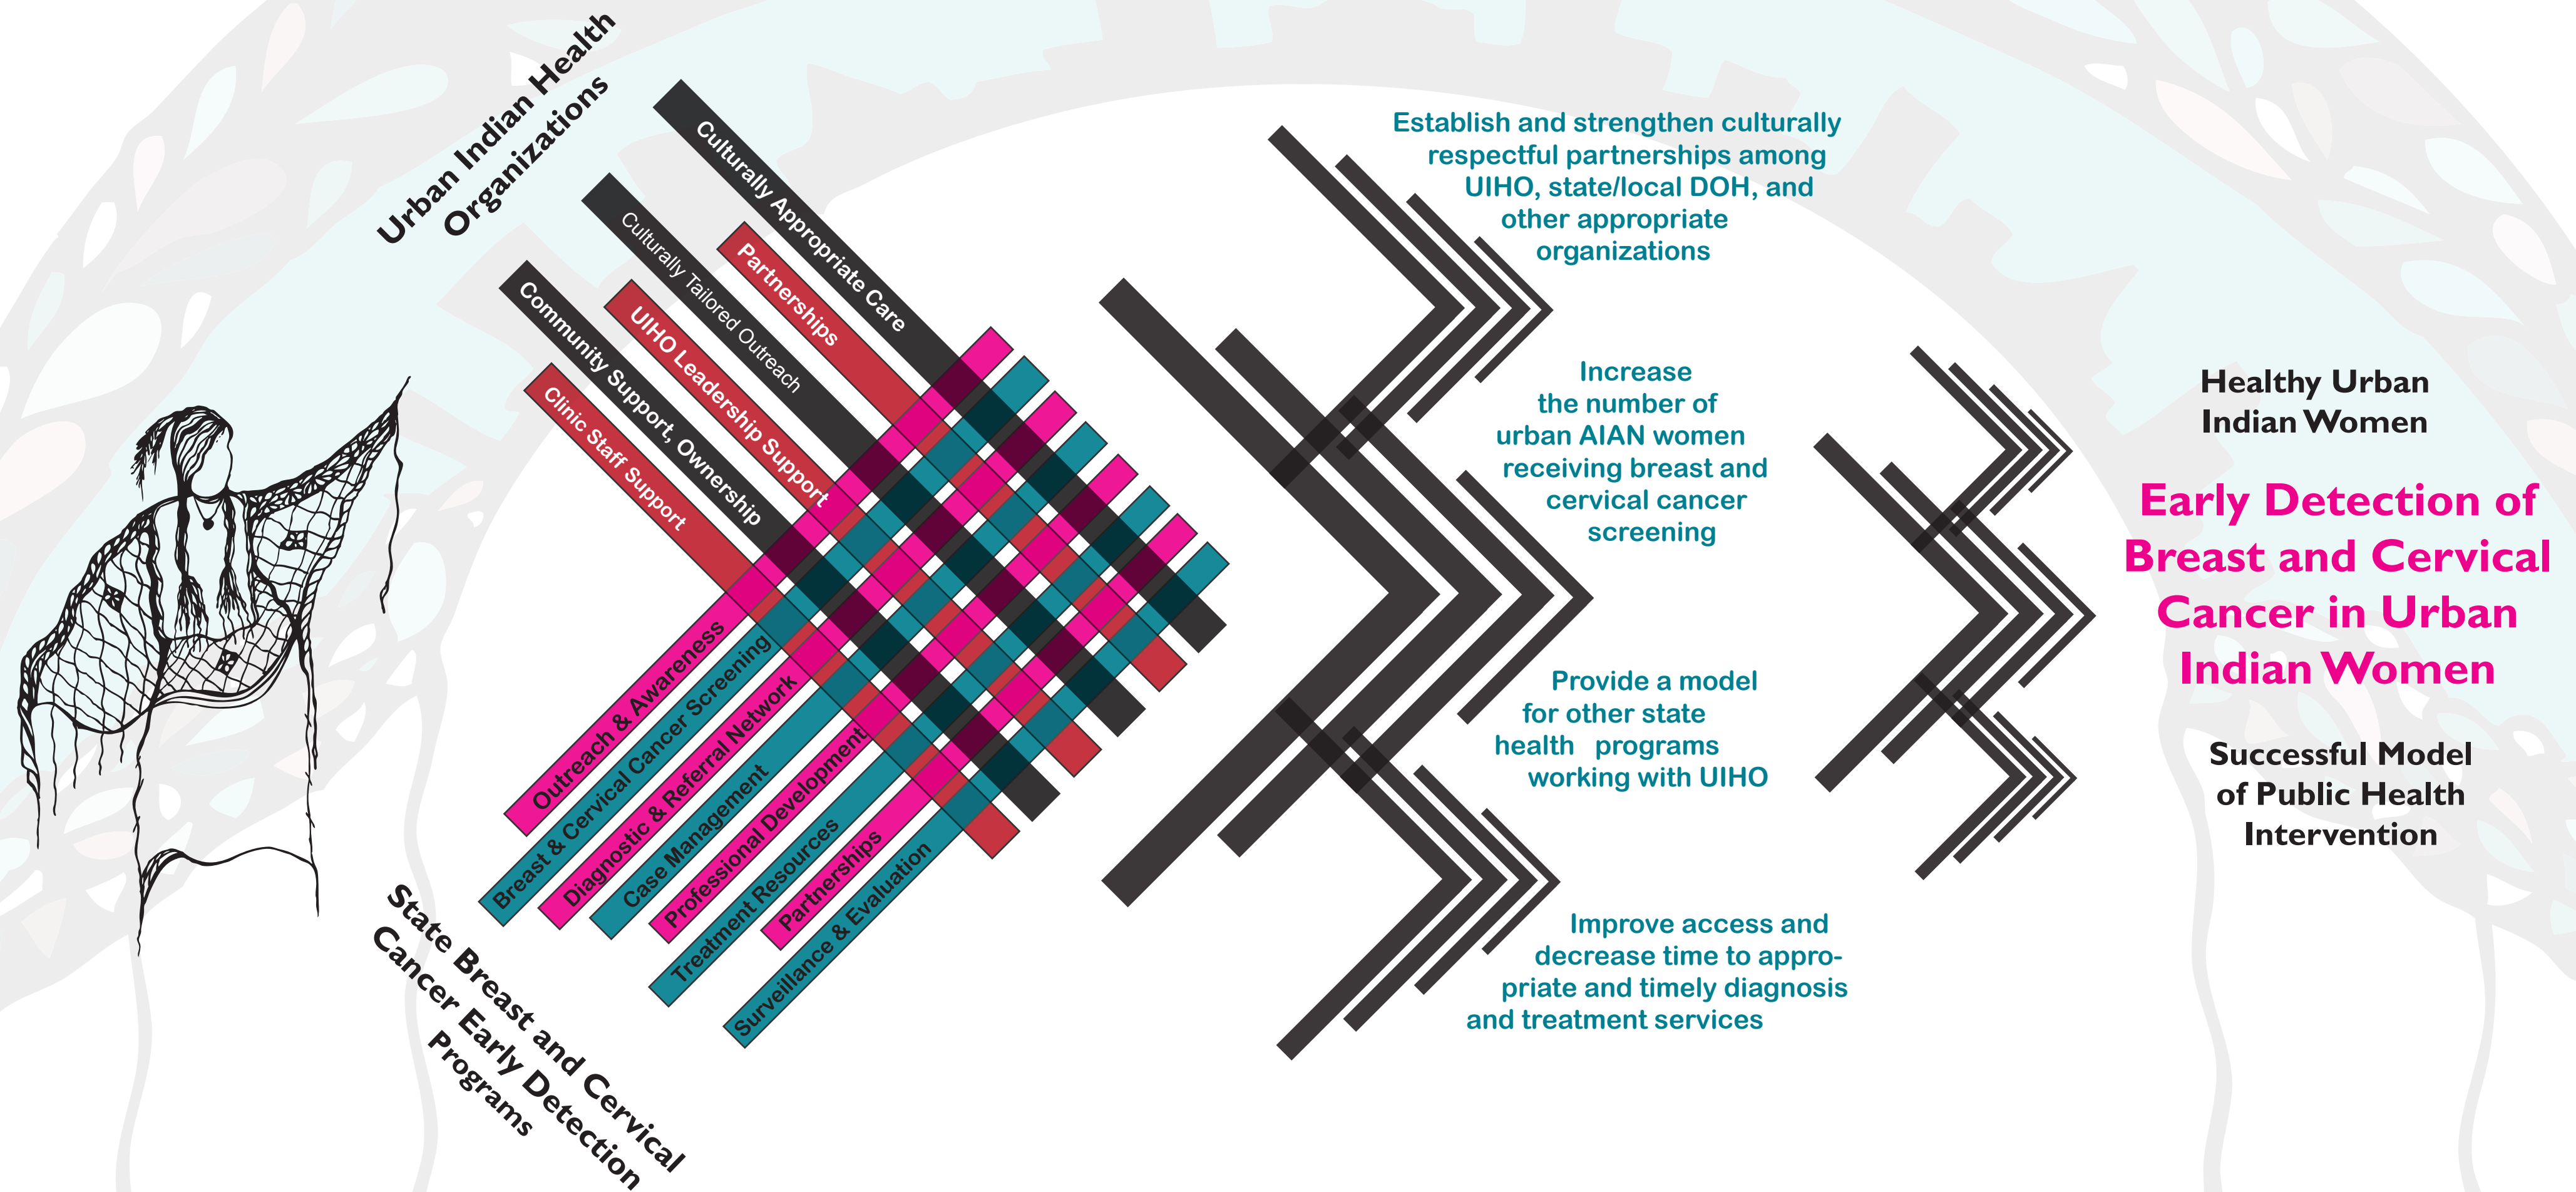 Urban Indian Health
Organizations
Culturally Appropriate Care
Partnerships
Culturally Tailored Outreach
UIHO Leadership Support
Community Support, Ownership
Clinic Staff Support
Outreach & Awareness
Breast & Cervical Cancer Screening
Diagnostic & Referral Network
Case Management
Professional Development
Treatment Resources
Partnerships
Surveillance & Evaluation
State Breast and Cervical
Cancer Early Detection
Programs
Establish and strengthen culturally
respectful partnerships among
UIHO, state/local DOH, and
other appropriate
organizations
Increase
the number of
urban AIAN women
receiving breast and
cervical cancer
screening
Provide a model
for other state
health programs
working with UIHO
Improve access and
decrease time to appro-
priate and timely diagnosis
and treatment services
Healthy Urban
Indian Women
Early Detection of
Breast and Cervical
Cancer in Urban
Indian Women
Successful Model
of Public Health
Intervention